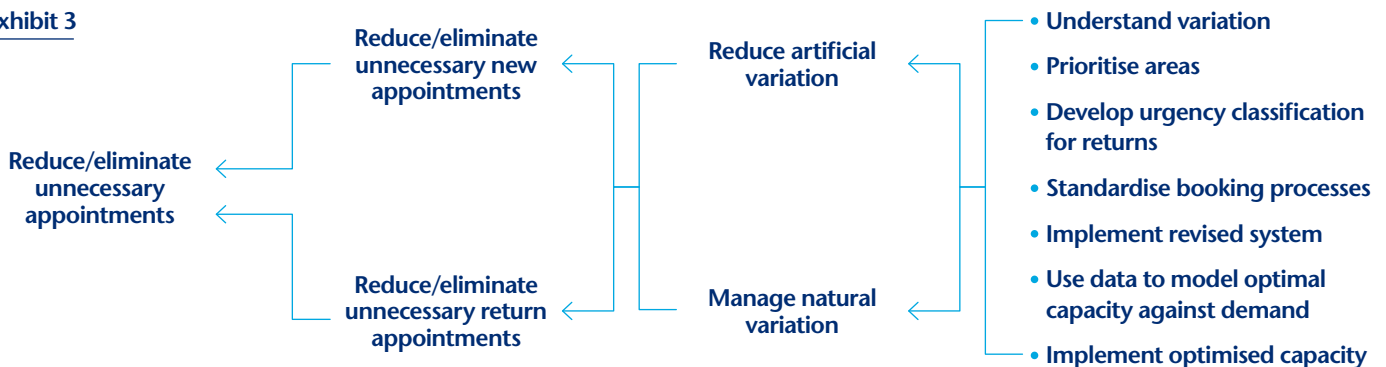 xhibit 3
Reduce/eliminate
unnecessary
appointments
Reduce/eliminate
unnecessary new
appointments
Reduce/eliminate
unnecessary return
appointments
Reduce artificial
variation
Manage natural
variation
• Understand variation
• Prioritise areas
• Develop urgency classification
for returns
• Standardise booking processes
• Implement revised system
• Use data to model optimal
capacity against demand
• Implement optimised capacity